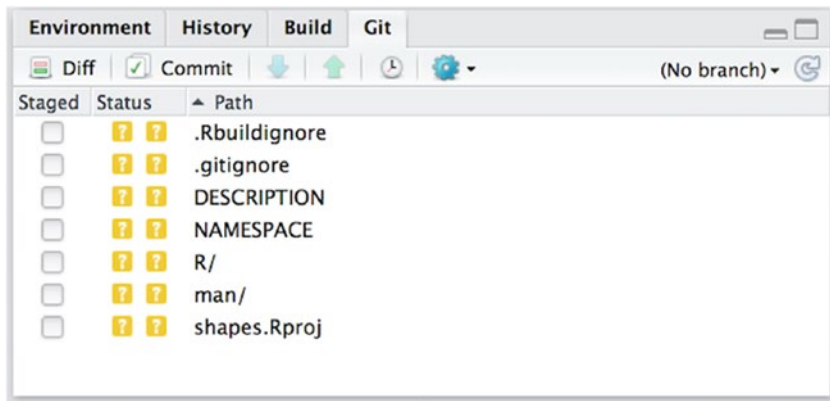 Environment History Build Git
Diff Commit (No branch)
Staged Status Path
? ? .Rbuildignore
? ? .gitignore
? ? DESCRIPTION
? ? NAMESPACE
? ? R/
? ? man/
? ? shapes.Rproj